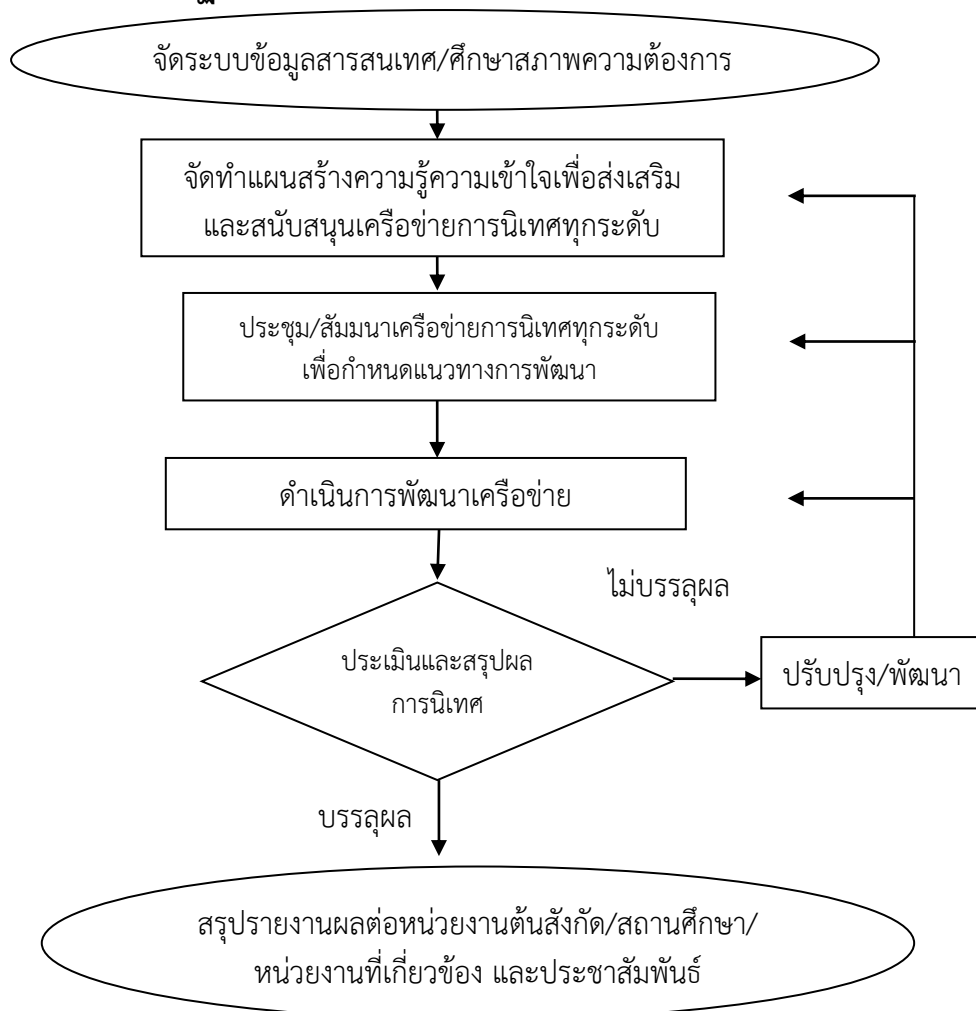 จัดระบบข้อมูลสารสนเทศ/ศึกษาสภาพความต้องการ
จัดทำแผนสร้างความรู้ความเข้าใจเพื่อส่งเสริม
และสนับสนุนเครือข่ายการนิเทศทุกระดับ
ประชุม/สัมมนาเครือข่ายการนิเทศทุกระดับ
เพื่อกำหนดแนวทางการพัฒนา
ดำเนินการพัฒนาเครือข่าย
ไม่บรรลุผล
ประเมินและสรุปผล
การนิเทศ
ปรับปรุง/พัฒนา
บรรลุผล
สรุปรายงานผลต่อหน่วยงานต้นสังกัด/สถานศึกษา/
หน่วยงานที่เกี่ยวข้อง และประชาสัมพันธ์